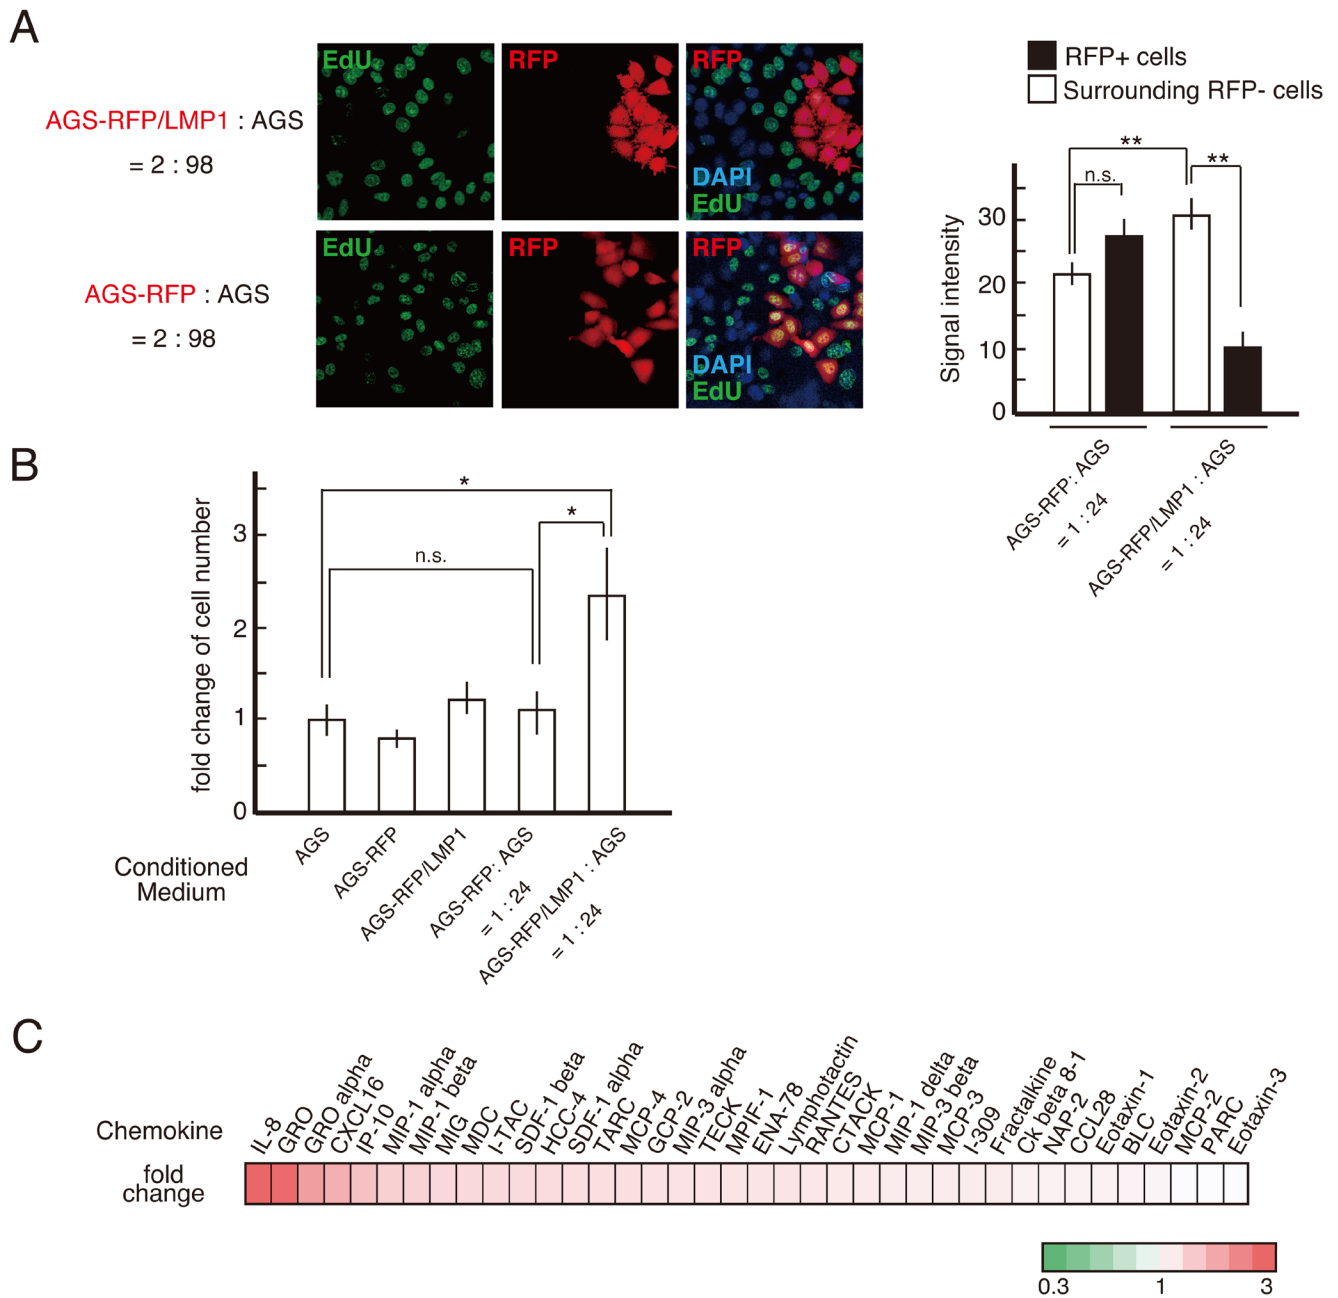 A
EdU
RFP
RFP
AGS-RFP/LMP1 : AGS
= 2 : 98
DAPI
EdU
EdU
RFP
RFP
AGS-RFP : AGS
= 2 : 98
DAPI
EdU
RFP+ cells
Surrounding RFP- cells
**
**
n.s.
Signal intensity
30
20
10
0
AGS-RFP: AGS
= 1 : 24
AGS-RFP/LMP1 : AGS
= 1 : 24
B
*
*
n.s.
fold change of cell number
3
2
1
0
Conditioned
Medium
AGS
AGS-RFP
AGS-RFP/LMP1
AGS-RFP: AGS
= 1 : 24
AGS-RFP/LMP1 : AGS
= 1 : 24
C
Chemokine
IL-8
GRO
GRO alpha
CXCL16
IP-10
MIP-1 alpha
MIP-1 beta
MIG
MDC
I-TAC
SDF-1 beta
HCC-4
SDF-1 alpha
TARC
MCP-4
GCP-2
MIP-3 alpha
TECK
MPIF-1
ENA-78
Lymphotactin
RANTES
CTACK
MCP-1
MIP-1 delta
MIP-3 beta
MCP-3
I-309
Fractalkine
Ck beta 8-1
NAP-2
CCL28
Eotaxin-1
BLC
Eotaxin-2
MCP-2
PARC
Eotaxin-3
fold
change
0.3
1
3